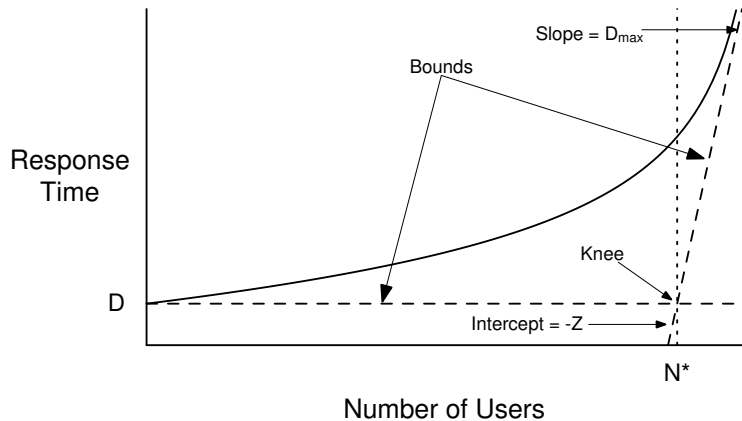 Slope = Dmax
Bounds
Response
Time
Knee
D
Intercept = -Z
N*
Number of Users